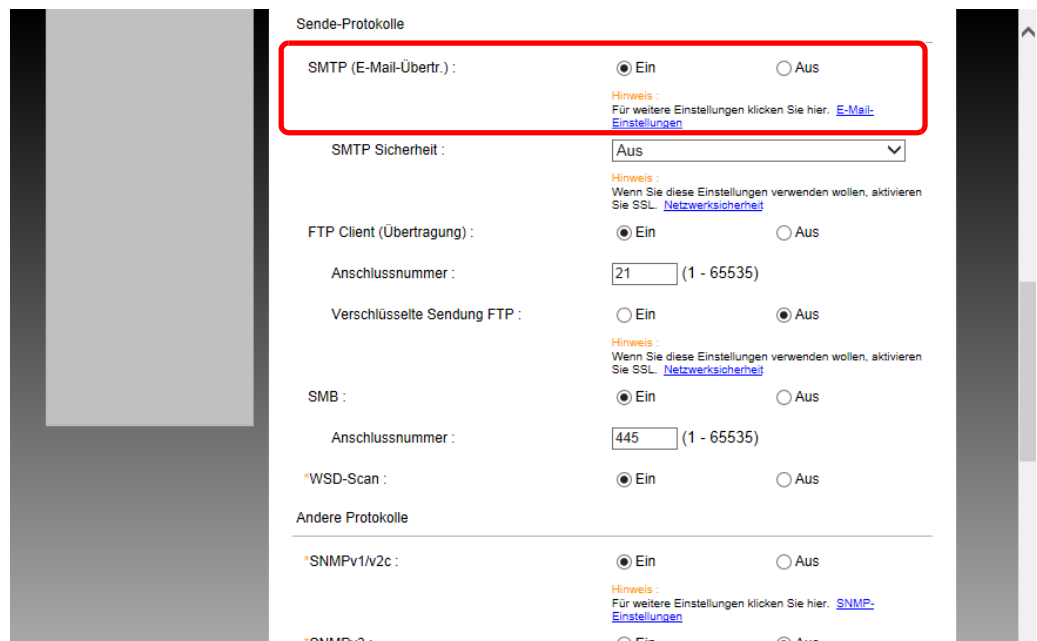 Sende-Protokolle
SMTP (E-Mail-Übertr.) : Ein Aus
Hinweis :
Für weitere Einstellungen klicken Sie hier. E-Mail-
Einstellungen
SMTP Sicherheit : Aus
Hinweis :
Wenn Sie diese Einstellungen verwenden wollen, aktivieren
Sie SSL. Netzwerksicherheit
FTP Client (Übertragung) : Ein Aus
Anschlussnummer : 21 (1 - 65535)
Verschlüsselte Sendung FTP : Ein Aus
Hinweis :
Wenn Sie diese Einstellungen verwenden wollen, aktivieren
Sie SSL. Netzwerksicherheit
SMB : Ein Aus
Anschlussnummer : 445 (1 - 65535)
*WSD-Scan : Ein Aus
Andere Protokolle
*SNMPv1/v2c : Ein Aus
Hinweis :
Für weitere Einstellungen klicken Sie hier. SNMP-
Einstellungen
*SNMPv3 : Ein Aus